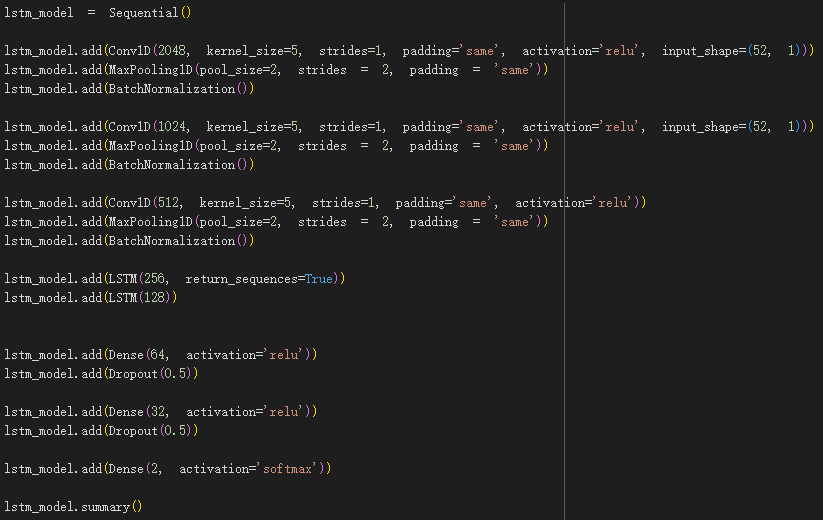 lstm_model = Sequential()
lstm_model.add(Conv1D(2048, kernel_size=5, strides=1, padding='same', activation='relu', input_shape=(52, 1)))
lstm_model.add(MaxPooling1D(pool_size=2, strides = 2, padding = 'same'))
lstm_model.add(BatchNormalization())
lstm_model.add(Conv1D(1024, kernel_size=5, strides=1, padding='same', activation='relu', input_shape=(52, 1)))
lstm_model.add(MaxPooling1D(pool_size=2, strides = 2, padding = 'same'))
lstm_model.add(BatchNormalization())
lstm_model.add(Conv1D(512, kernel_size=5, strides=1, padding='same', activation='relu'))
lstm_model.add(MaxPooling1D(pool_size=2, strides = 2, padding = 'same'))
lstm_model.add(BatchNormalization())
lstm_model.add(LSTM(256, return_sequences=True))
lstm_model.add(LSTM(128))
lstm_model.add(Dense(64, activation='relu'))
lstm_model.add(Dropout(0.5))
lstm_model.add(Dense(32, activation='relu'))
lstm_model.add(Dropout(0.5))
lstm_model.add(Dense(2, activation='softmax'))
lstm_model.summary()